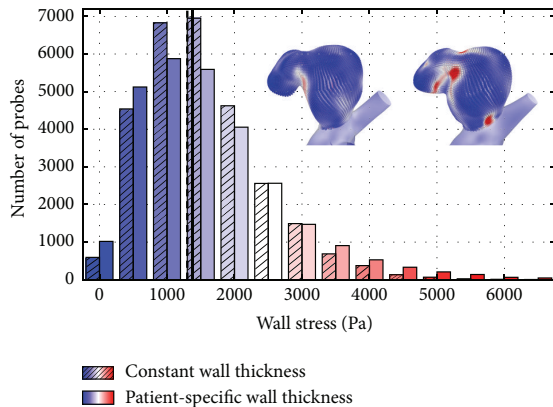 7000
6000
5000
4000
3000
2000
1000
0
Number of probes
0 1000 2000 3000 4000 5000 6000
Wall stress (Pa)
Constant wall thickness
Patient-specific wall thickness